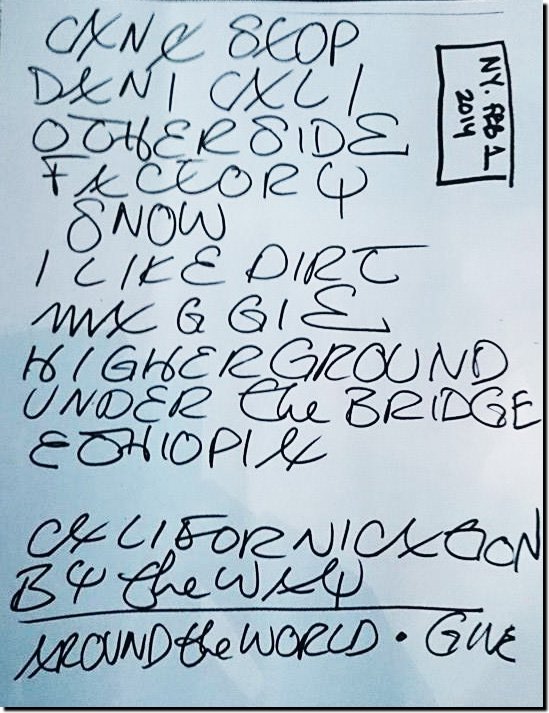 CANT STOP
DANI CALI
OTHERSIDE
FACTORY
SNOW
I LIKE DIRT
MAGGIE
HIGHERGROUND
UNDER the BRIDGE
ETHIOPIA
CALIFORNICATION
BY the WAY
AROUND the WORLD • GIVE
NY. FEB 1
2014